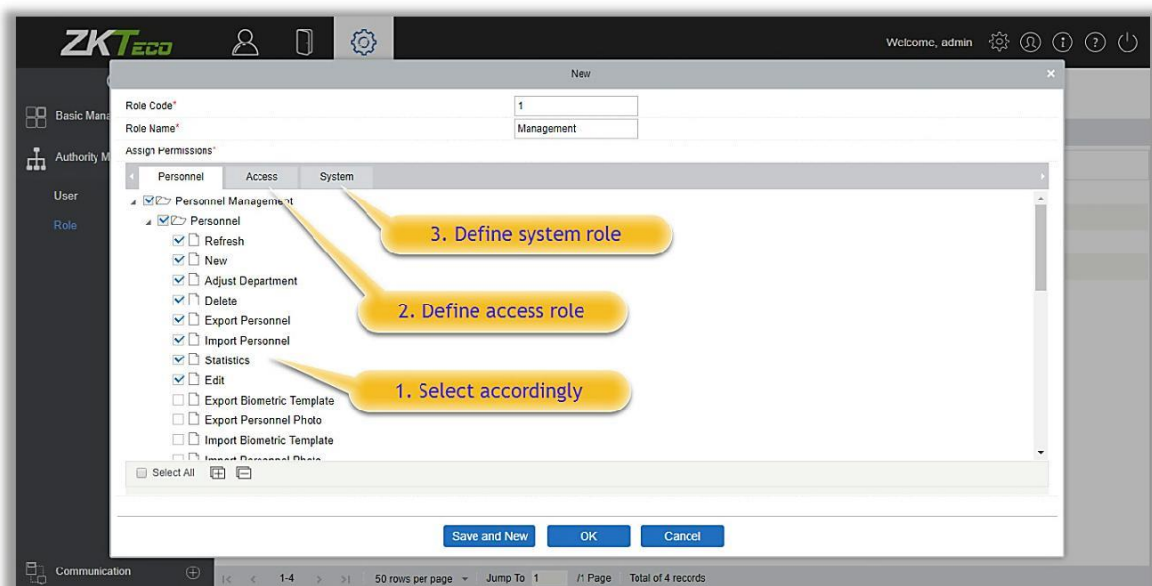 ZKTeco
Welcome, admin
New
Basic Mana
Authority M
User
Role
Communication
Role Code*
1
Role Name*
Management
Assign Permissions*
Personnel Access System
Personnel Management
Personnel
Refresh
New
Adjust Department
Delete
Export Personnel
Import Personnel
Statistics
Edit
Export Biometric Template
Export Personnel Photo
Import Biometric Template
Import Personnel Photo
3. Define system role
2. Define access role
1. Select accordingly
Select All
Save and New
OK
Cancel
1-4 50 rows per page Jump To 1 /1 Page Total of 4 records